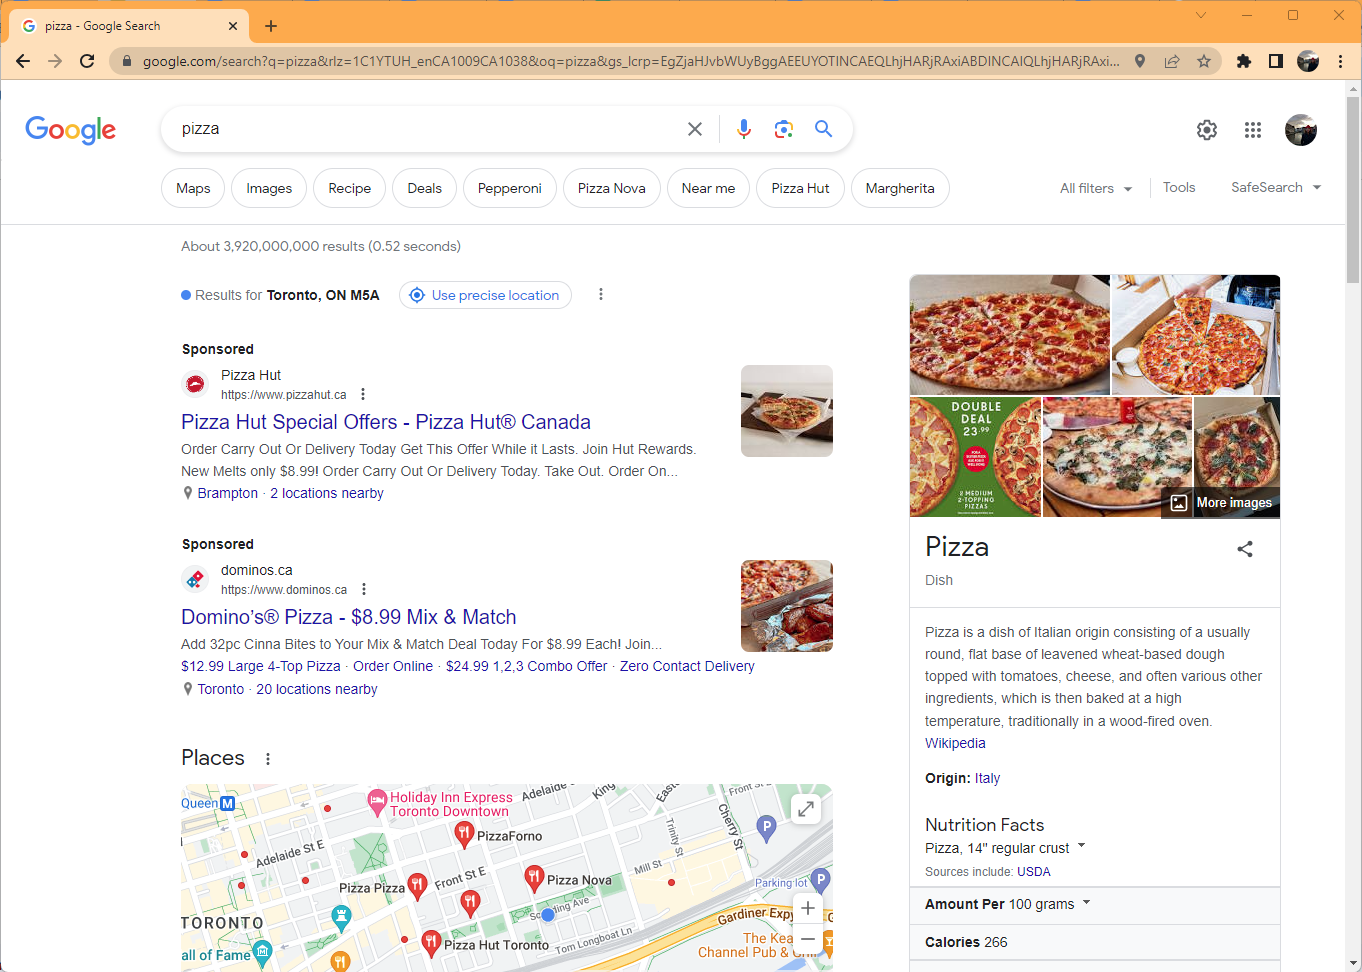 pizza - Google Search
google.com/search?q=pizza&rlz=1C1YTUH_enCA1009CA1038&oq=pizza&gs_lcrp=EgZjaHJvbWUyBggAEEUYOTINCAEQLhjHARjRAxiABDINCAIQLhjHARjRAxi...
Google
pizza
Maps Images Recipe Deals Pepperoni Pizza Nova Near me Pizza Hut Margherita All filters Tools SafeSearch
About 3,920,000,000 results (0.52 seconds)
Results for Toronto, ON M5A Use precise location
Sponsored
Pizza Hut
https://www.pizzahut.ca
Pizza Hut Special Offers - Pizza Hut® Canada
Order Carry Out Or Delivery Today Get This Offer While it Lasts. Join Hut Rewards.
New Melts only $8.99! Order Carry Out Or Delivery Today. Take Out. Order On...
Brampton · 2 locations nearby
Sponsored
dominos.ca
https://www.dominos.ca
Domino's® Pizza - $8.99 Mix & Match
Add 32pc Cinna Bites to Your Mix & Match Deal Today For $8.99 Each! Join...
$12.99 Large 4-Top Pizza · Order Online · $24.99 1,2,3 Combo Offer · Zero Contact Delivery
Toronto · 20 locations nearby
Places
Queen M
Holiday Inn Express
Toronto Downtown
Adelaide
King
Easte
Front St E
Cherry St
Trinity St
P
PizzaForno
Adelaide St E
Mill St
Front St E
Pizza Pizza
Pizza Nova
Parking lot P
TORONTO
ding Ave
Gardiner Expy
Pizza Hut Toronto
Tom Longboat Ln
all of Fame
The Kea
Channel Pub &
DOUBLE
DEAL
23.99
2 MEDIUM
2-TOPPING
PIZZAS
More images
Pizza
Dish
Pizza is a dish of Italian origin consisting of a usually
round, flat base of leavened wheat-based dough
topped with tomatoes, cheese, and often various other
ingredients, which is then baked at a high
temperature, traditionally in a wood-fired oven.
Wikipedia
Origin: Italy
Nutrition Facts
Pizza, 14" regular crust
Sources include: USDA
Amount Per 100 grams
Calories 266